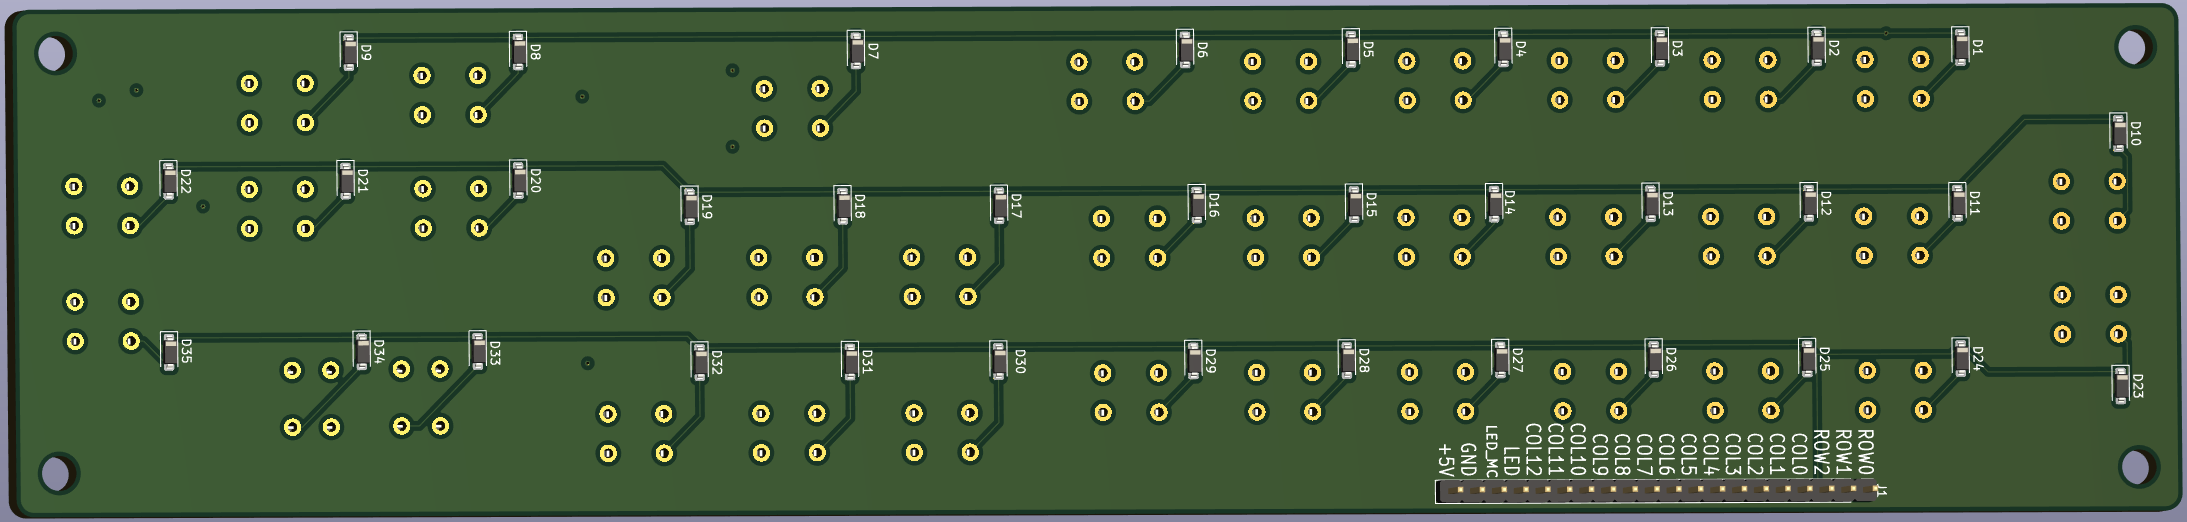 D9 D8 D7 D6 D5 D4 D3 D2 D1
D10
D22 D21 D20 D19 D18 D17 D16 D15 D14 D13 D12 D11
D35 D34 D33 D32 D31 D30 D29 D28 D27 D26 D25 D24 D23
+5V
GND
LED_MC
LED
COL12
COL11
COL10
COL9
COL8
COL7
COL6
COL5
COL4
COL3
COL2
COL1
COL0
ROW2
ROW1
ROW0
J1